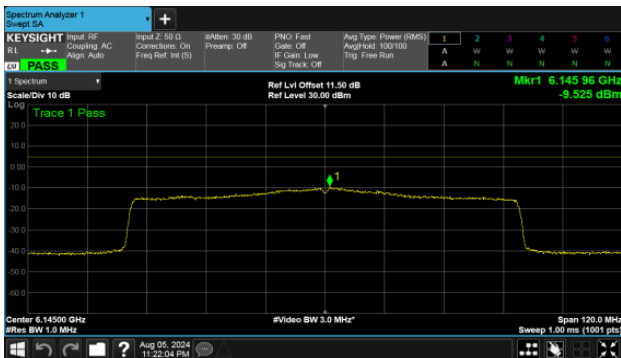 Spectrum Analyzer 1
Swept SA
+
KEYSIGHT
RL
LXI PASS
Input: RF
Coupling: AC
Align: Auto
Input Z: 50 Ω
Corrections: On
Freq Ref: Int (S)
#Atten: 30 dB
Preamp: Off
PNO: Fast
Gate: Off
IF Gain: Low
Sig Track: Off
Avg Type: Power (RMS)
Avg|Hold: 100/100
Trig: Free Run
1 2 3 4 5 6
A W W W W W
A N N N N N
1 Spectrum
Scale/Div 10 dB
Ref Lvl Offset 11.50 dB
Ref Level 30.00 dBm
Mkr1 6.145 96 GHz
-9.525 dBm
Log
Trace 1 Pass
20.0
10.0
0.00
-10.0
-20.0
-30.0
-40.0
-50.0
-60.0
1
Center 6.14500 GHz
#Res BW 1.0 MHz
#Video BW 3.0 MHz*
Span 120.0 MHz
Sweep 1.00 ms (1001 pts)
?
Aug 05, 2024
11:22:04 PM